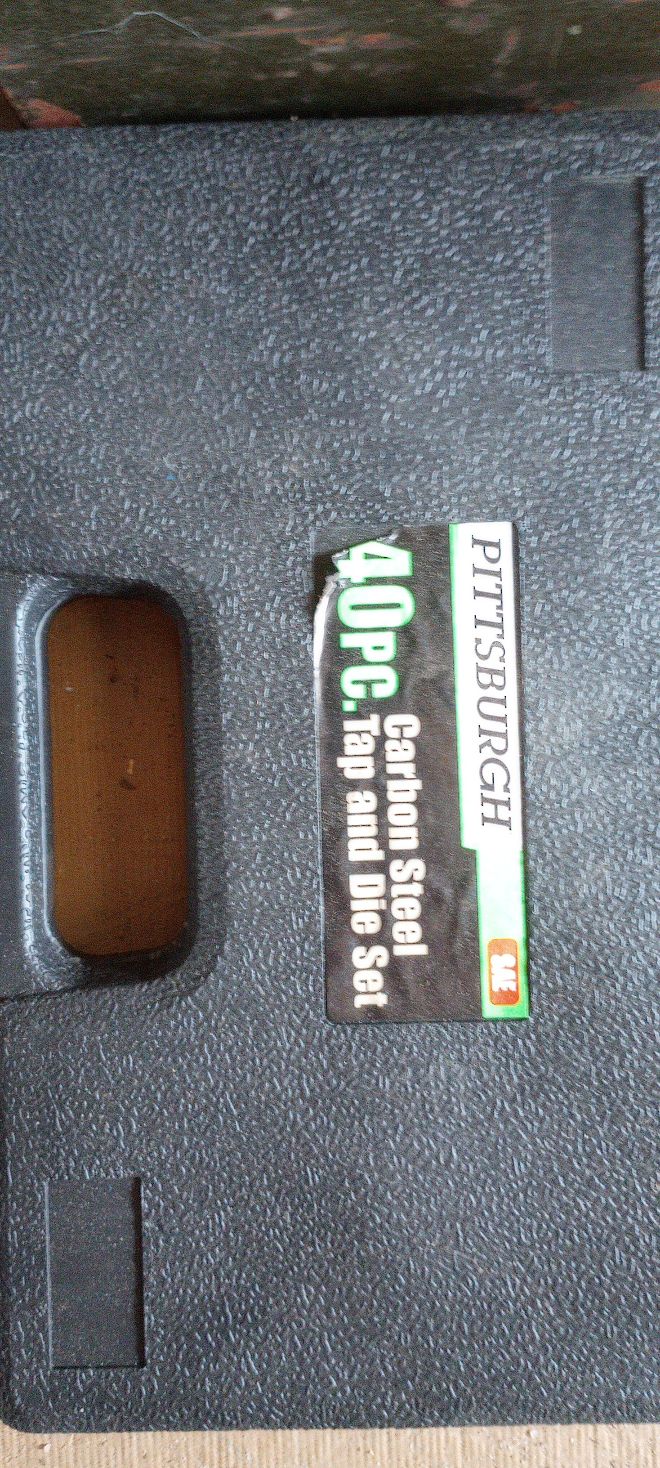 PITTSBURGH
SAE
40PC. Carbon Steel
Tap and Die Set